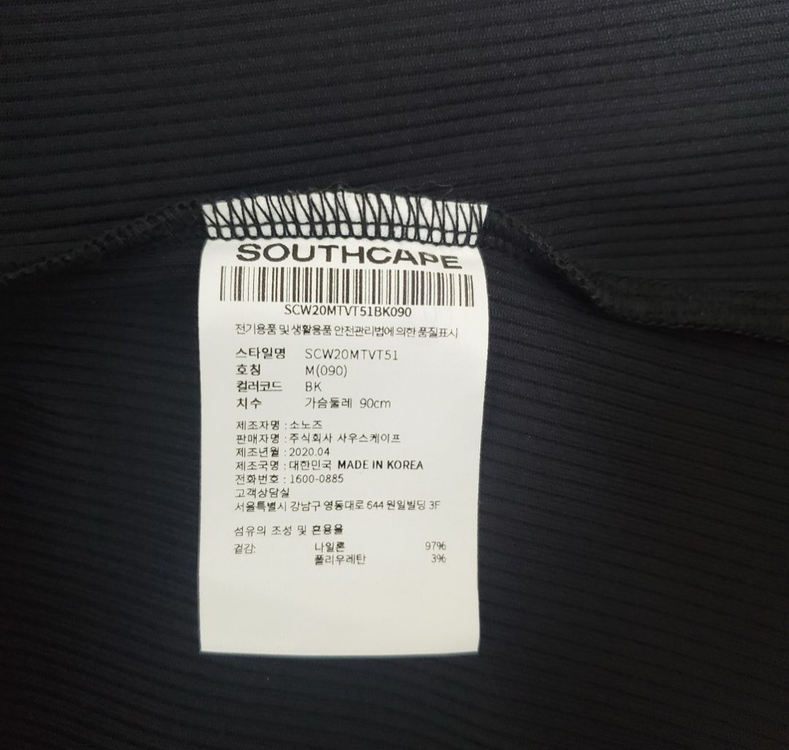 SOUTHCAPE
SCW20MTVT51BK090
전기용품 및 생활용품 안전관리법에 의한 품질표시
스타일명 SCW20MTVT51
호칭 M(090)
컬러코드 BK
치수 가슴둘레 90cm
제조자명 : 소노즈
판매자명 : 주식회사 사우스케이프
제조년월 : 2020.04
제조국명 : 대한민국 MADE IN KOREA
전화번호 : 1600-0885
고객상담실
서울특별시 강남구 영동대로 644 원일빌딩 3F
섬유의 조성 및 혼용율
겉감: 나일론 97%
폴리우레탄 3%